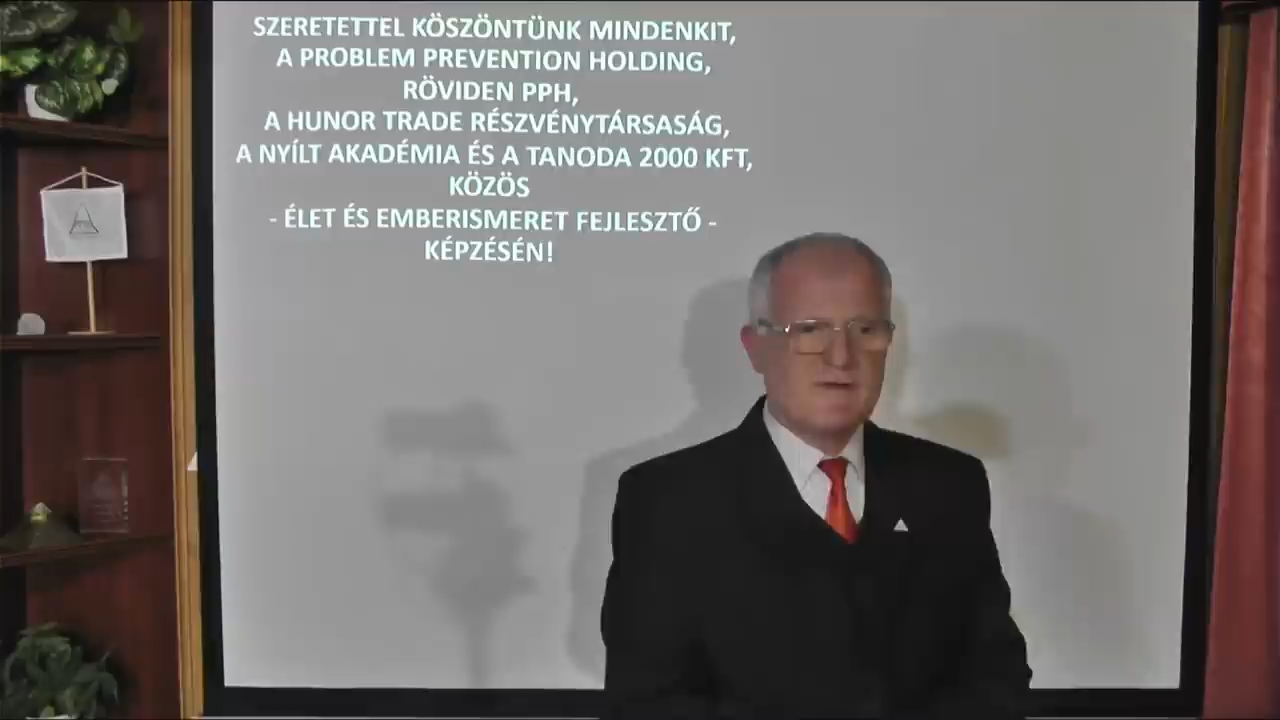 SZERETETTEL KÖSZÖNTÜNK MINDENKIT,
A PROBLEM PREVENTION HOLDING,
RÖVIDEN PPH,
A HUNOR TRADE RÉSZVÉNYTÁRSASÁG,
A NYÍLT AKADÉMIA ÉS A TANODA 2000 KFT,
KÖZÖS
- ÉLET ÉS EMBERISMERET FEJLESZTŐ -
KÉPZÉSÉN!